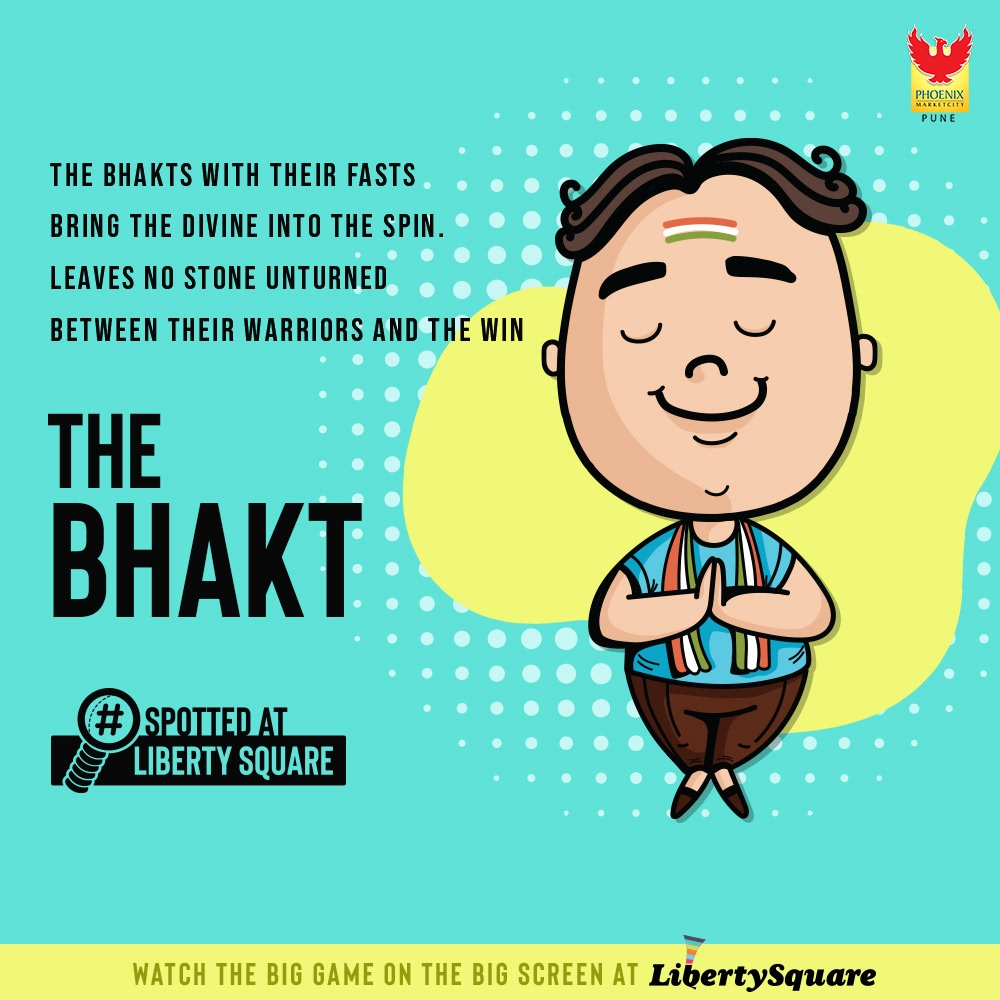 PHOENIX
MARKETCITY
PUNE
THE BHAKTS WITH THEIR FASTS
BRING THE DIVINE INTO THE SPIN.
LEAVES NO STONE UNTURNED
BETWEEN THEIR WARRIORS AND THE WIN
THE
BHAKT
# SPOTTED AT
LIBERTY SQUARE
WATCH THE BIG GAME ON THE BIG SCREEN AT LibertySquare